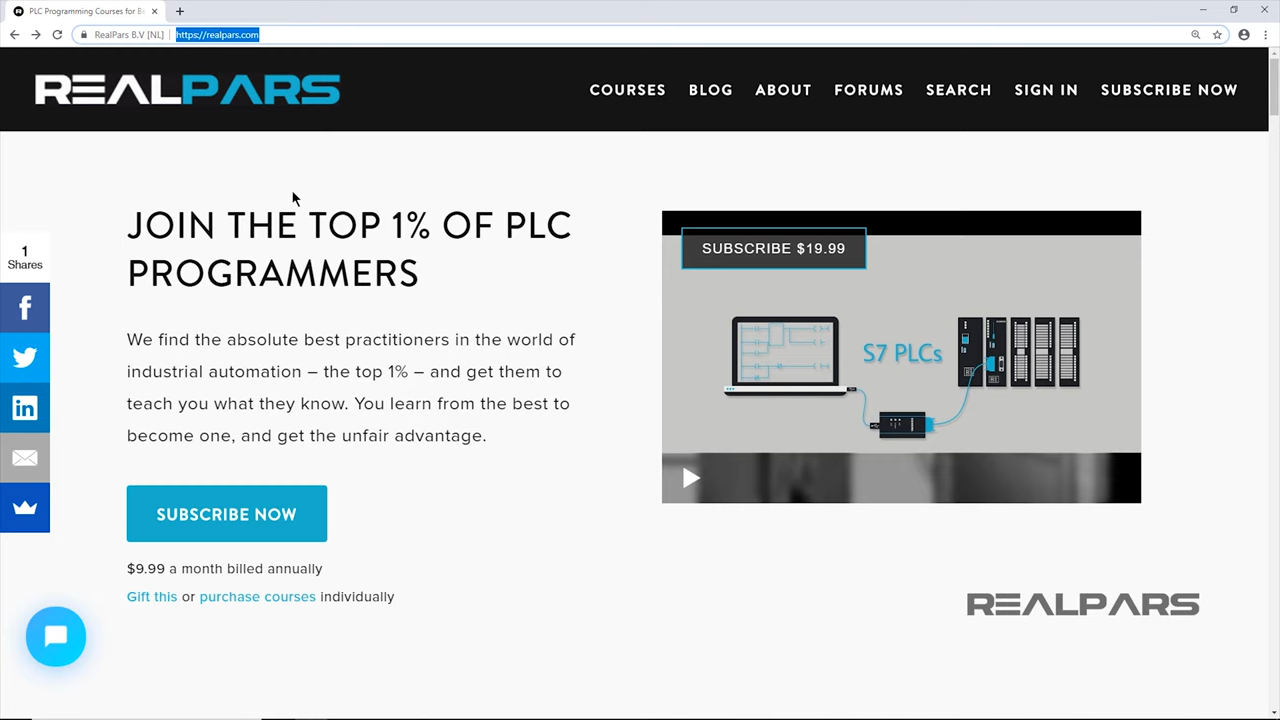 PLC Programming Courses for Be
RealPars B.V [NL]
https://realpars.com
REALPARS
COURSES
BLOG
ABOUT
FORUMS
SEARCH
SIGN IN
SUBSCRIBE NOW
JOIN THE TOP 1% OF PLC
PROGRAMMERS
We find the absolute best practitioners in the world of
industrial automation – the top 1% – and get them to
teach you what they know. You learn from the best to
become one, and get the unfair advantage.
SUBSCRIBE NOW
$9.99 a month billed annually
Gift this or purchase courses individually
1
Shares
SUBSCRIBE $19.99
S7 PLCs
REALPARS